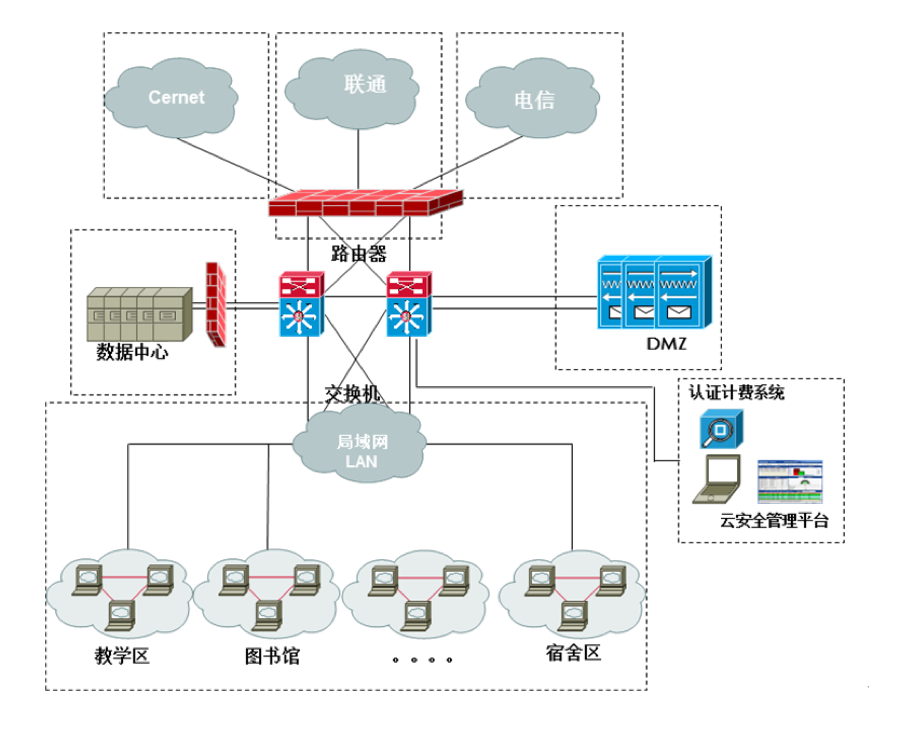 Cernet
联通
电信
路由器
数据中心
DMZ
交换机
认证计费系统
局域网
LAN
云安全管理平台
教学区
图书馆
。。。。
宿舍区